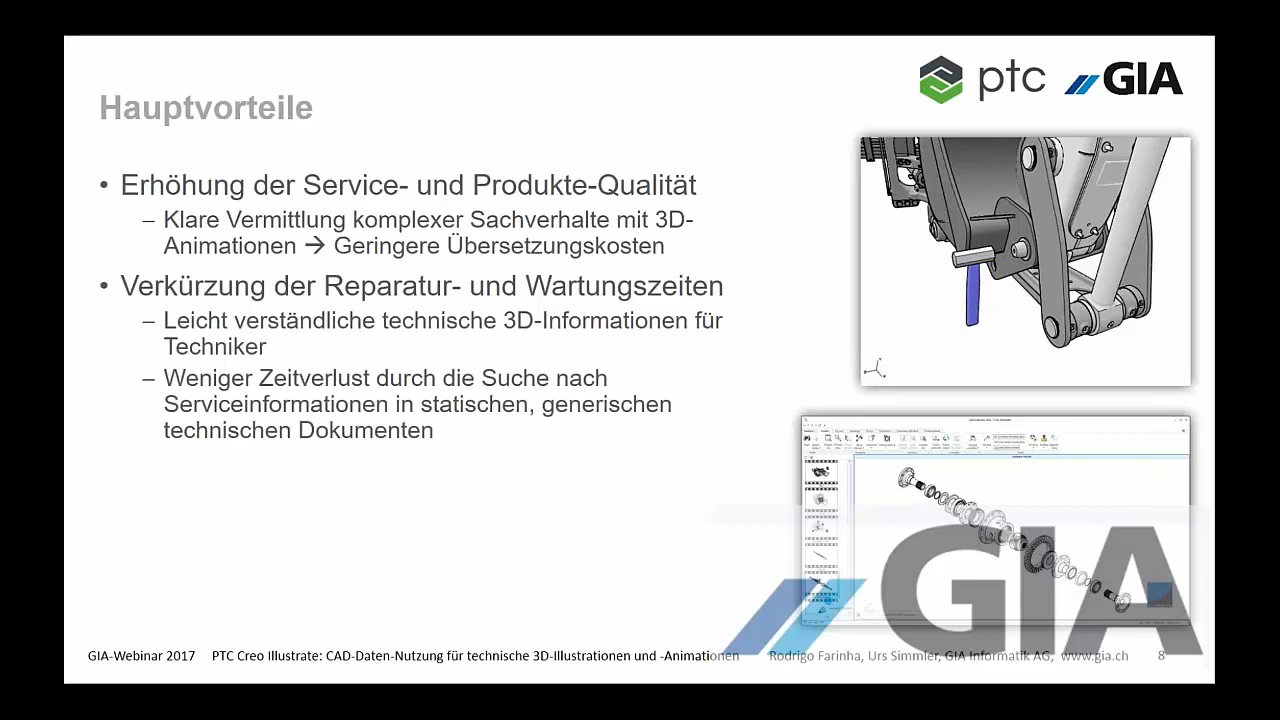 ptc GIA
Hauptvorteile
• Erhöhung der Service- und Produkte-Qualität
– Klare Vermittlung komplexer Sachverhalte mit 3D-
Animationen → Geringere Übersetzungskosten
• Verkürzung der Reparatur- und Wartungszeiten
– Leicht verständliche technische 3D-Informationen für
Techniker
– Weniger Zeitverlust durch die Suche nach
Serviceinformationen in statischen, generischen
technischen Dokumenten
GIA
GIA-Webinar 2017 PTC Creo Illustrate: CAD-Daten-Nutzung für technische 3D-Illustrationen und -Animationen Rodrigo Farinha, Urs Simmler, GIA Informatik AG, www.gia.ch 8